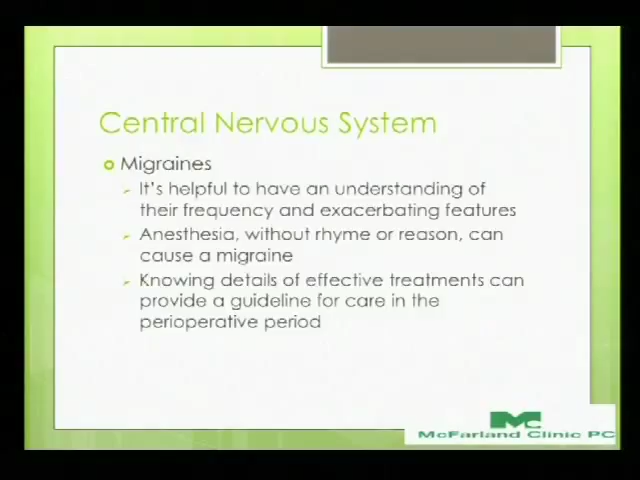 Central Nervous System
Migraines
It's helpful to have an understanding of
their frequency and exacerbating features
Anesthesia, without rhyme or reason, can
cause a migraine
Knowing details of effective treatments can
provide a guideline for care in the
perioperative period
MC
McFarland Clinic PC